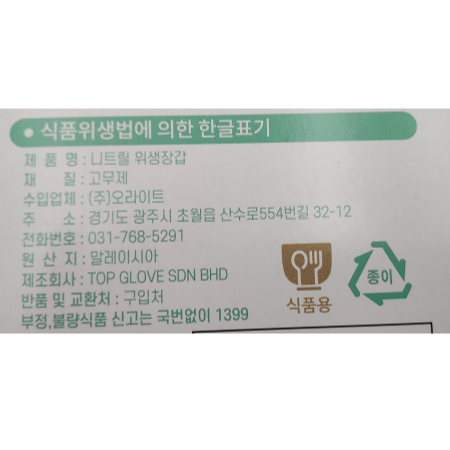 • 식품위생법에 의한 한글표기
제 품 명 : 니트릴 위생장갑
재 질 : 고무제
수입업체 : (주)오라이트
주 소 : 경기도 광주시 초월읍 산수로554번길 32-12
전화번호 : 031-768-5291
원 산 지 : 말레이시아
제조회사 : TOP GLOVE SDN BHD
반품 및 교환처 : 구입처
부정,불량식품 신고는 국번없이 1399
식품용
종이